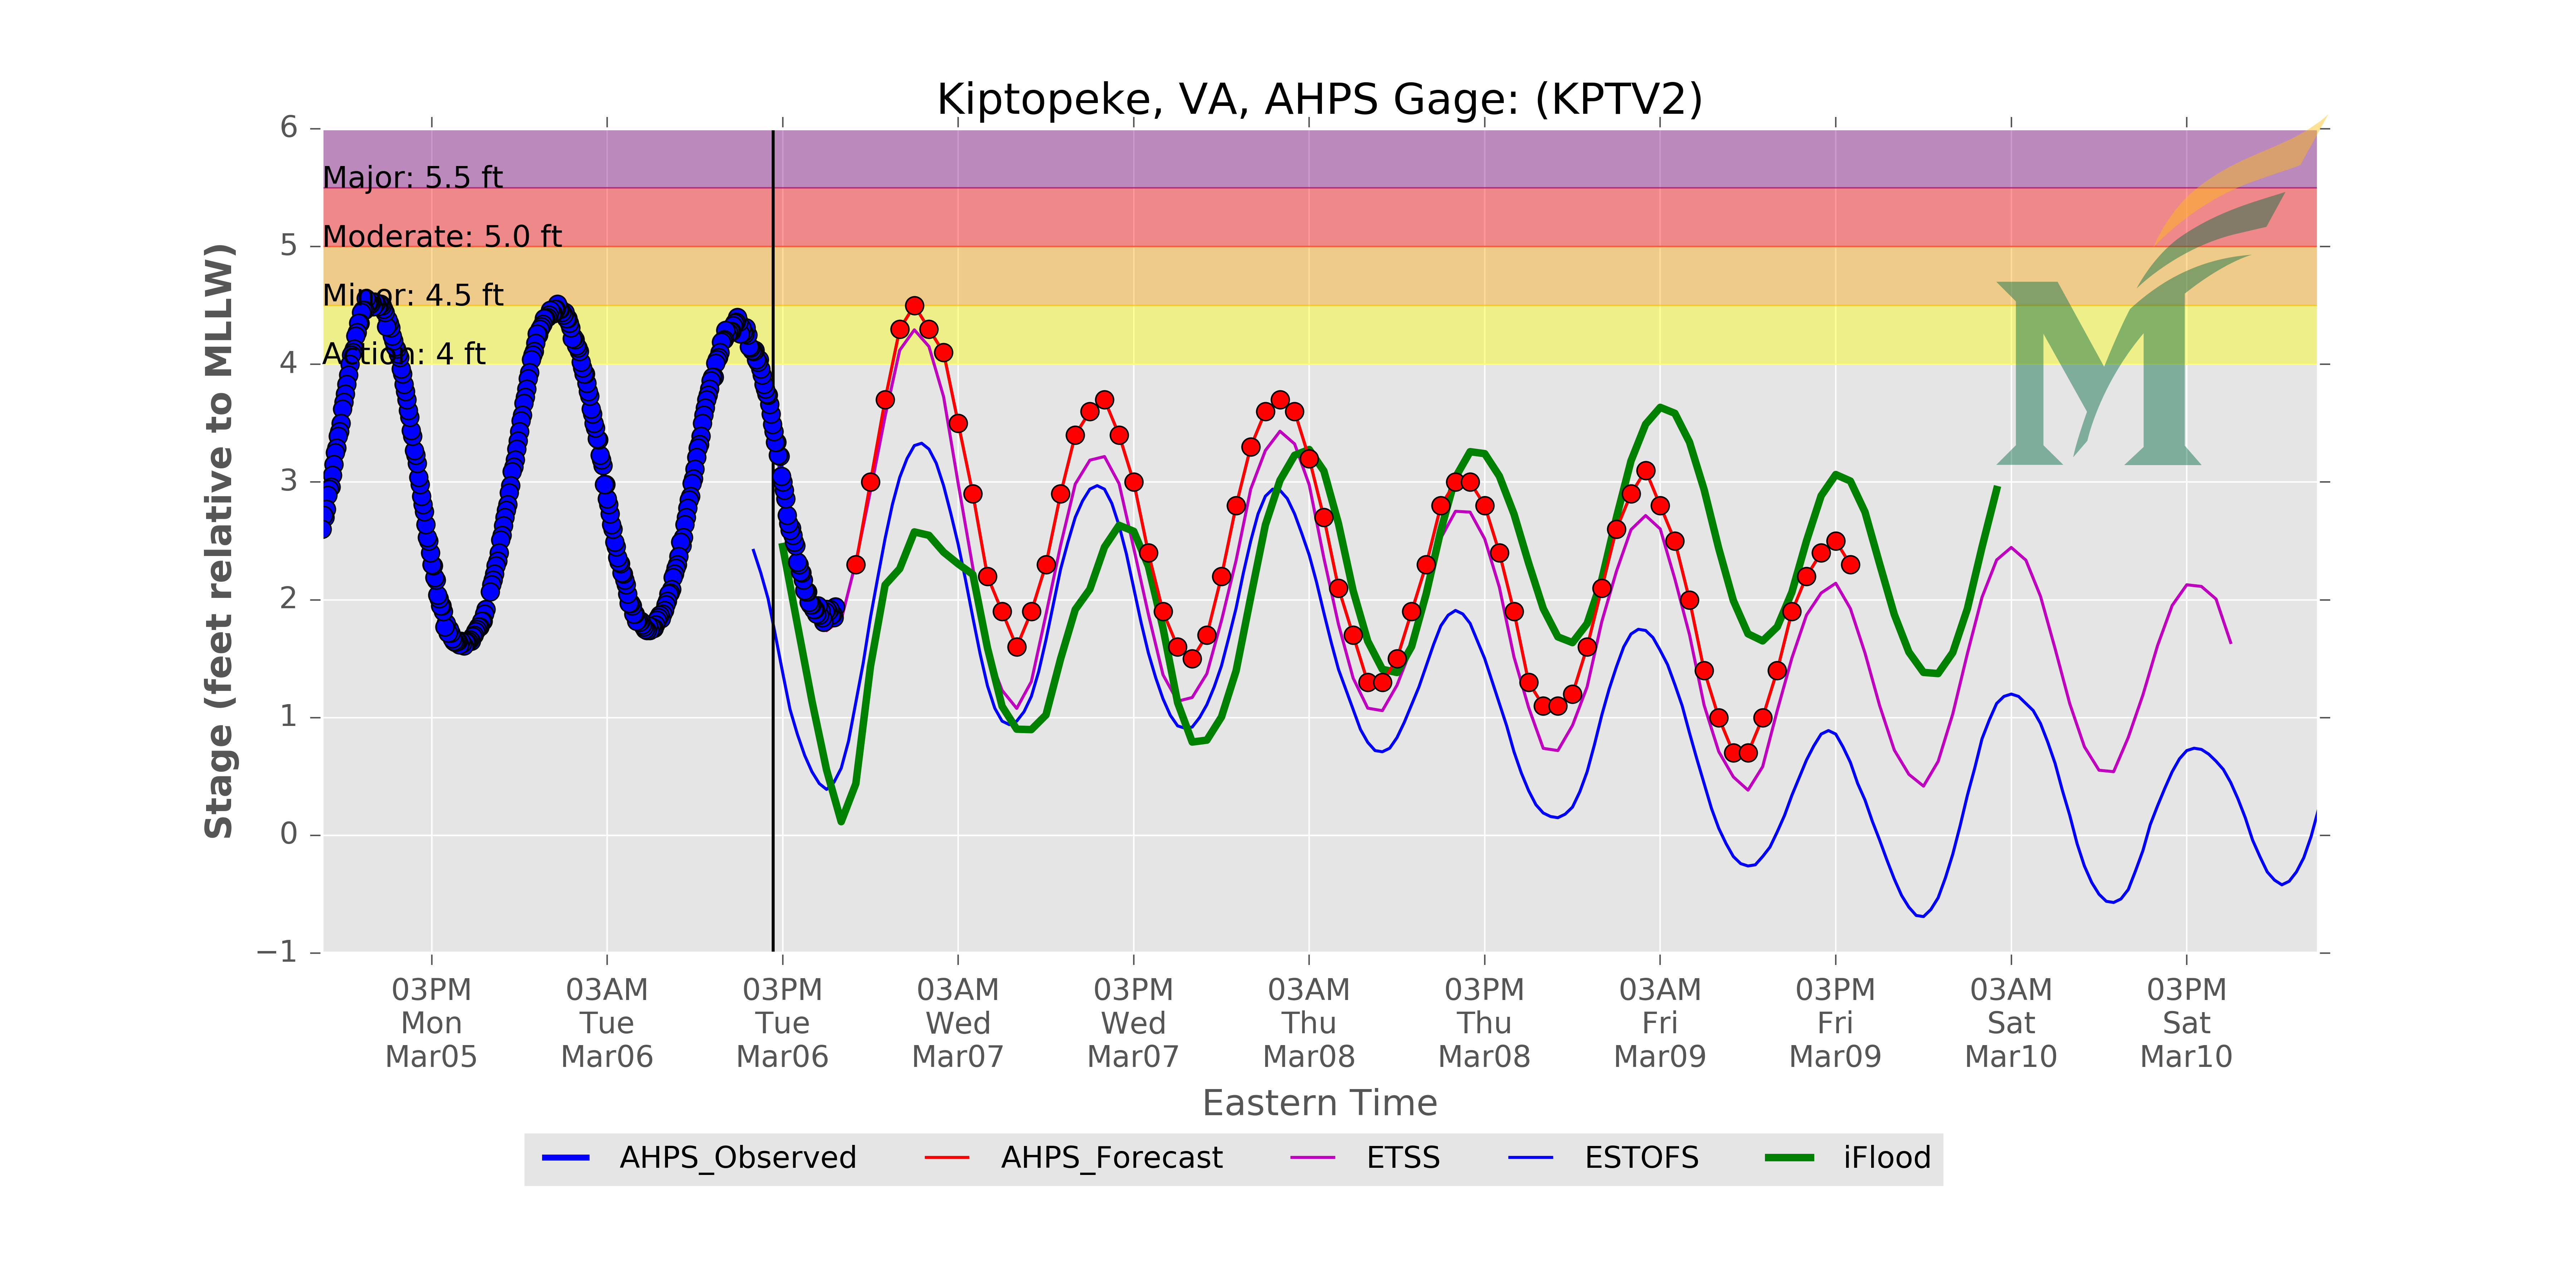 Kiptopeke, VA, AHPS Gage: (KPTV2)
Stage (feet relative to MLLW)
6
5
4
3
2
1
0
−1
Major: 5.5 ft
Moderate: 5.0 ft
Minor: 4.5 ft
Action: 4 ft
M
03PM 03AM 03PM 03AM 03PM 03AM 03PM 03AM 03PM 03AM 03PM
Mon Tue Tue Wed Wed Thu Thu Fri Fri Sat Sat
Mar05 Mar06 Mar06 Mar07 Mar07 Mar08 Mar08 Mar09 Mar09 Mar10 Mar10
Eastern Time
AHPS_Observed AHPS_Forecast ETSS ESTOFS iFlood